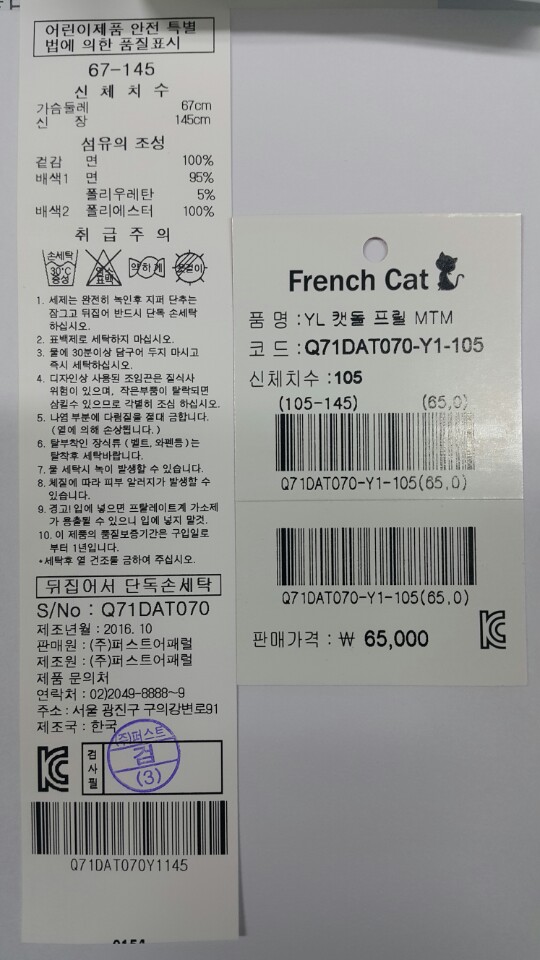 어린이제품 안전 특별
법에 의한 품질표시
67-145
신 체 치 수
가슴둘레 67cm
신 장 145cm
섬유의 조성
겉감 면 100%
배색1 면 95%
폴리우레탄 5%
배색2 폴리에스터 100%
취 급 주 의
손세탁
30℃
중성
염소
표백
약하게
옷걸이
1. 세제는 완전히 녹인후 지퍼 단추는
잠그고 뒤집어 반드시 단독 손세탁
하십시오.
2. 표백제로 세탁하지 마십시오.
3. 물에 30분이상 담구어 두지 마시고
즉시 세탁하십시오.
4. 디자인상 사용된 조임끈은 질식사
위험이 있으며, 작은부품이 탈락되면
삼킬수 있으므로 각별히 조심 하십시오.
5. 나염 부분에 다림질을 절대 금합니다.
(열에 의해 손상됩니다.)
6. 탈부착인 장식류 (벨트, 와펜등)는
탈착후 세탁바랍니다.
7. 물 세탁시 녹이 발생할 수 있습니다.
8. 체질에 따라 피부 알러지가 발생할 수
있습니다.
9. 경고! 입에 넣으면 프탈레이트계 가소제
가 용출될 수 있으니 입에 넣지 말것.
10. 이 제품의 품질보증기간은 구입일로
부터 1년입니다.
*세탁후 열 건조를 금하여 주십시오.
뒤집어서 단독손세탁
S/No : Q71DAT070
제조년월 : 2016. 10
판매원 : (주)퍼스트어패럴
제조원 : (주)퍼스트어패럴
제품 문의처
연락처 : 02)2049-8888~9
주소 : 서울 광진구 구의강변로91
제조국 : 한국
검사필
(주)퍼스트
검
(3)
Q71DAT070Y1145
French Cat
품 명 : YL 캣돌 프릴 MTM
코 드 : Q71DAT070-Y1-105
신체치수 : 105
(105-145) (65,0)
Q71DAT070-Y1-105(65,0)
Q71DAT070-Y1-105(65,0)
판매가격 : ₩ 65,000